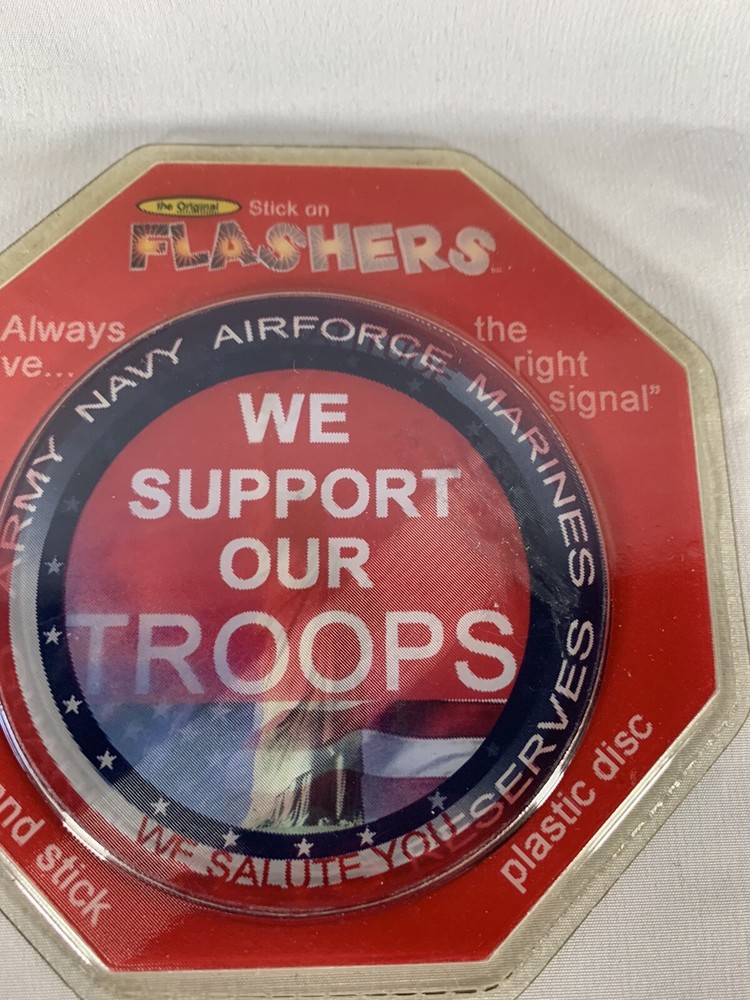 the Original
Stick on
FLASHERS
Always
ve...
the
right
signal”
ARMY NAVY AIRFORCE MARINES RESERVES
WE
SUPPORT
OUR
TROOPS
WE SALUTE YOU
nd stick
plastic disc